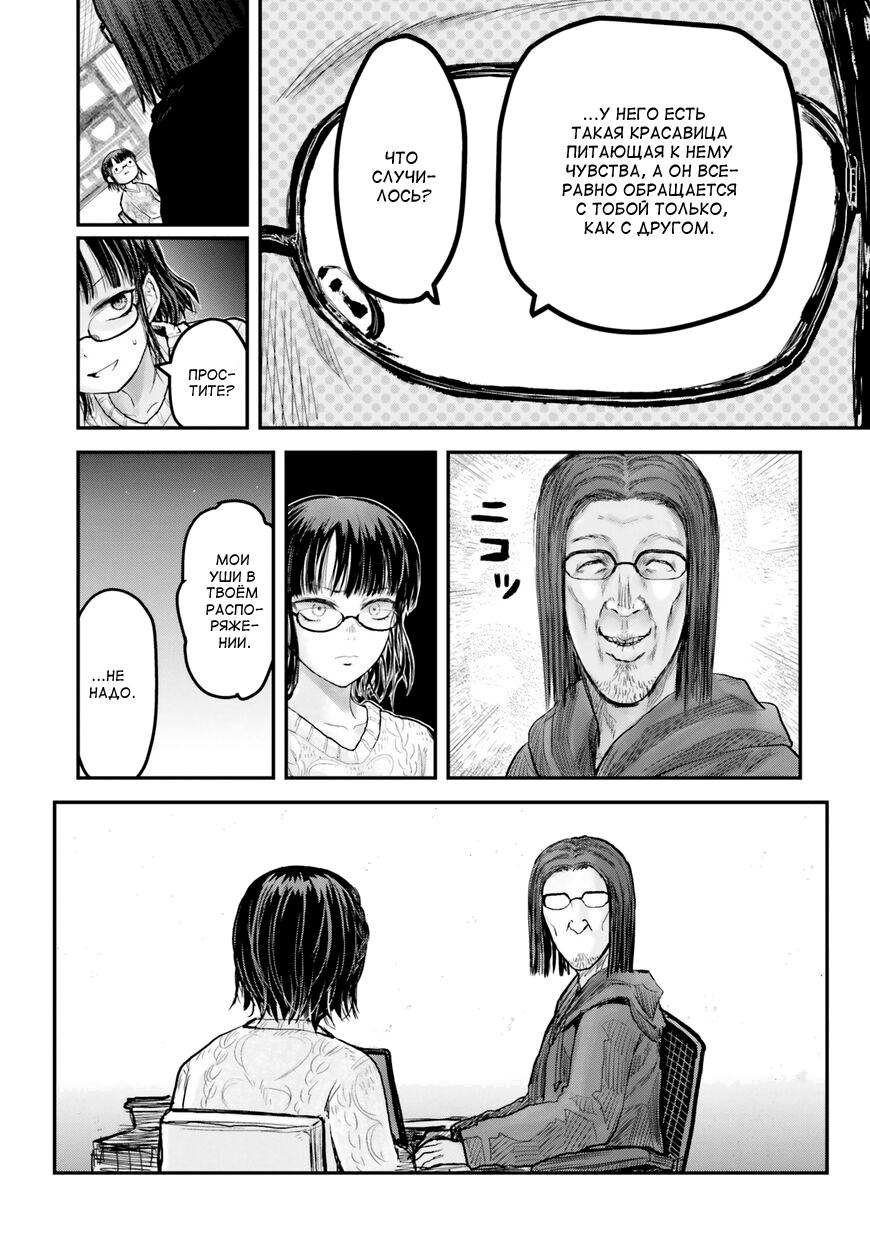 ...У НЕГО ЕСТЬ
ТАКАЯ КРАСАВИЦА
ПИТАЮЩАЯ К НЕМУ
ЧУВСТВА, А ОН ВСЕ-
РАВНО ОБРАЩАЕТСЯ
С ТОБОЙ ТОЛЬКО,
КАК С ДРУГОМ.
ЧТО
СЛУЧИ-
ЛОСЬ?
ПРОС-
ТИТЕ?
ニコッ
МОИ
УШИ В
ТВОЁМ
РАСПО-
РЯЖЕ-
НИИ.
...НЕ
НАДО.